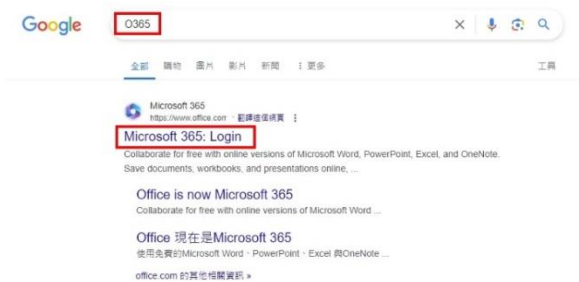 Google
O365
全部 購物 圖片 影片 新聞 ⋮ 更多 工具
Microsoft 365
https://www.office.com · 翻譯這個網頁 ⋮
Microsoft 365: Login
Collaborate for free with online versions of Microsoft Word, PowerPoint, Excel, and OneNote.
Save documents, workbooks, and presentations online, ...
Office is now Microsoft 365
Collaborate for free with online versions of Microsoft Word ...
Office 現在是Microsoft 365
使用免費的Microsoft Word、PowerPoint、Excel 與OneNote ...
office.com 的其他相關資訊 »